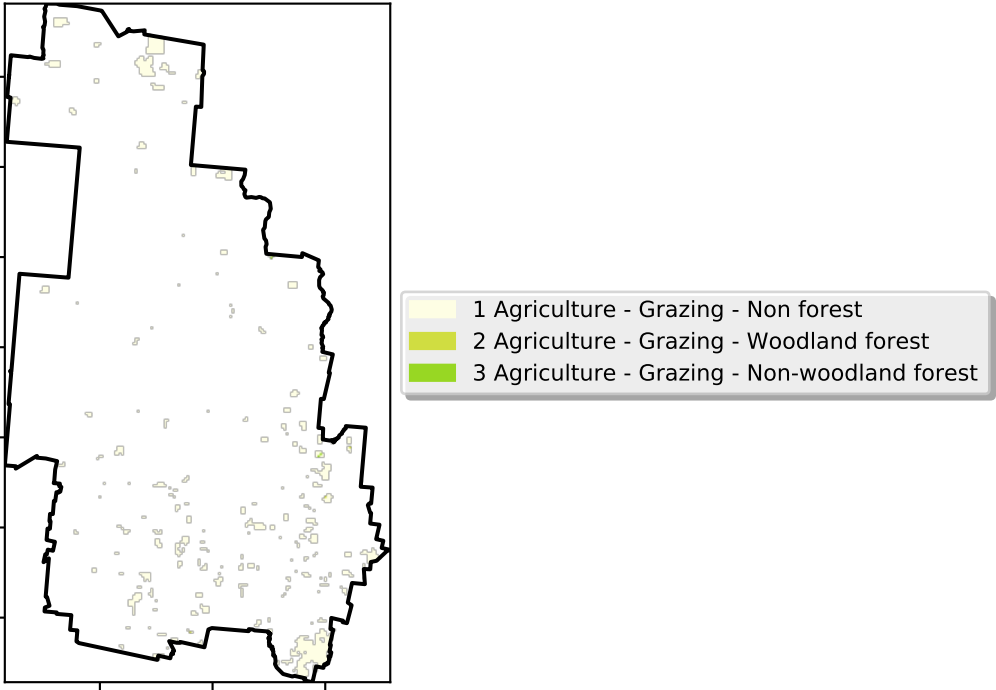 1 Agriculture - Grazing - Non forest
2 Agriculture - Grazing - Woodland forest
3 Agriculture - Grazing - Non-woodland forest